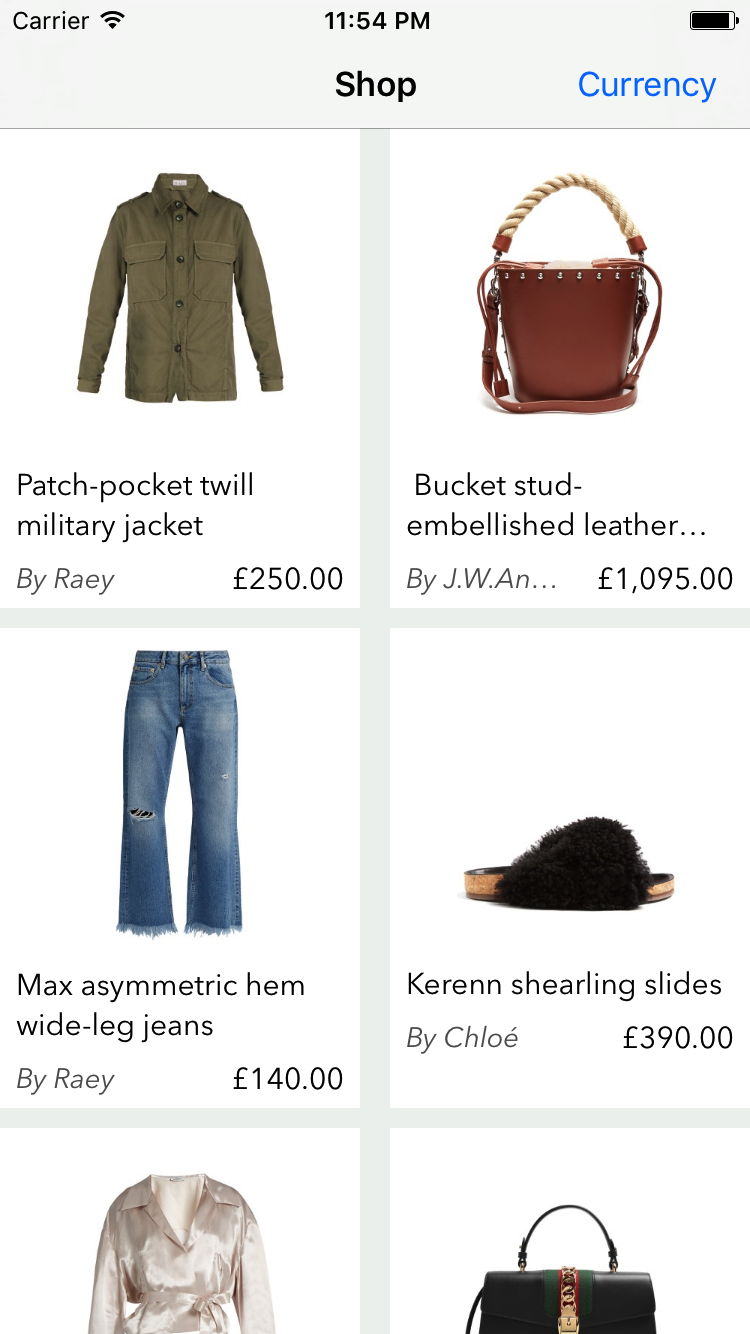 Carrier 11:54 PM
Shop Currency
Patch-pocket twill
military jacket
By Raey £250.00
Bucket stud-
embellished leather…
By J.W.An… £1,095.00
Max asymmetric hem
wide-leg jeans
By Raey £140.00
Kerenn shearling slides
By Chloé £390.00